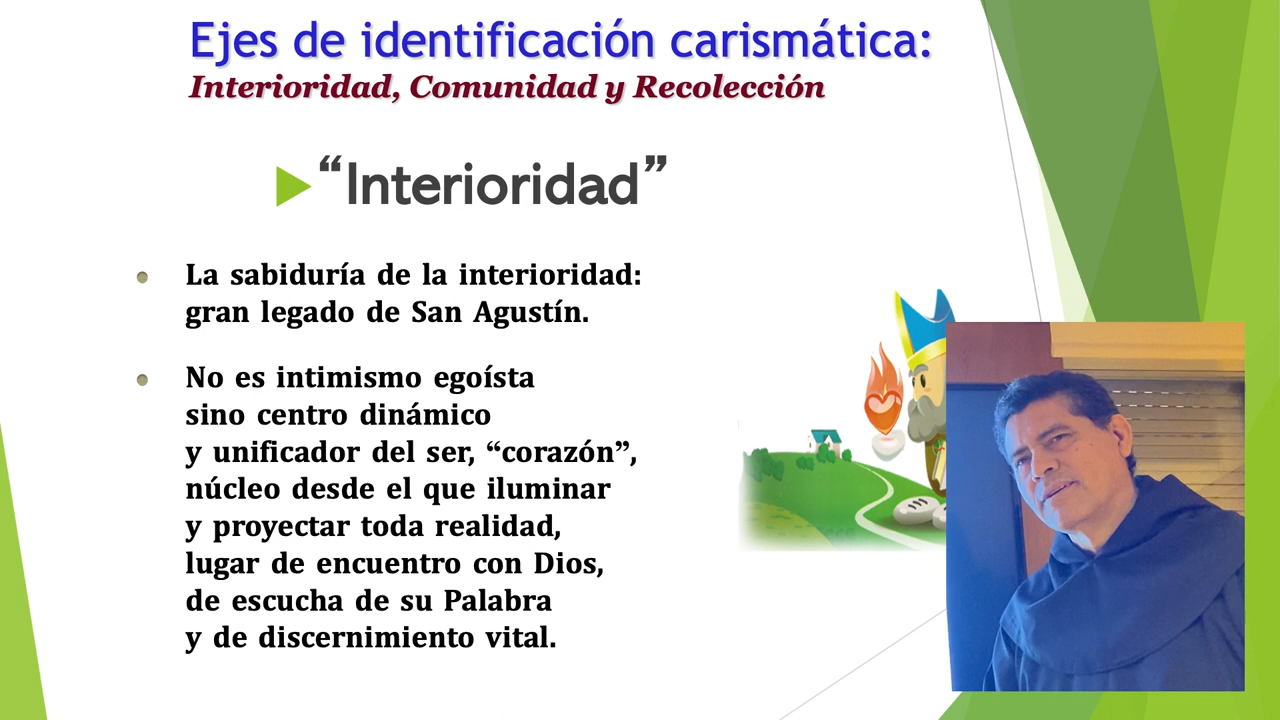 Ejes de identificación carismática:
Interioridad, Comunidad y Recolección
“Interioridad”
La sabiduría de la interioridad:
gran legado de San Agustín.
No es intimismo egoísta
sino centro dinámico
y unificador del ser, “corazón”,
núcleo desde el que iluminar
y proyectar toda realidad,
lugar de encuentro con Dios,
de escucha de su Palabra
y de discernimiento vital.